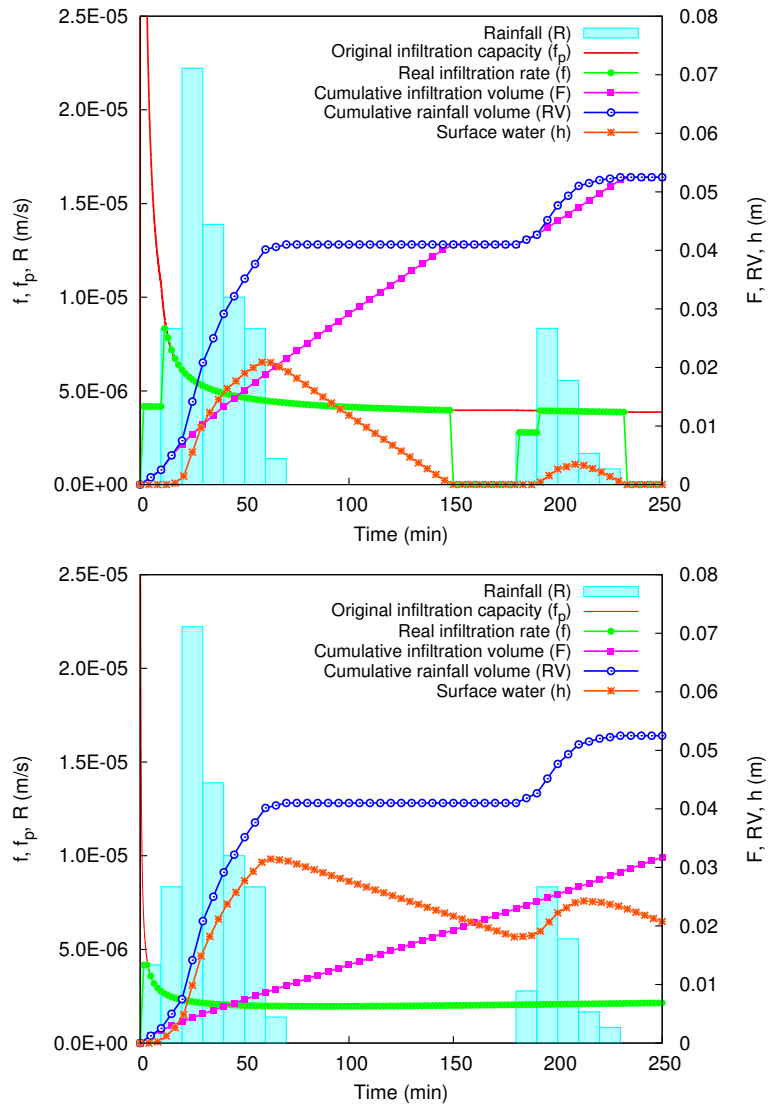 2.5E-05
2.0E-05
1.5E-05
1.0E-05
5.0E-06
0.0E+00
f, fp, R (m/s)
Rainfall (R)
Original infiltration capacity (fp)
Real infiltration rate (f)
Cumulative infiltration volume (F)
Cumulative rainfall volume (RV)
Surface water (h)
0.08
0.07
0.06
0.05
0.04
0.03
0.02
0.01
0
F, RV, h (m)
0 50 100 150 200 250
Time (min)
2.5E-05
2.0E-05
1.5E-05
1.0E-05
5.0E-06
0.0E+00
f, fp, R (m/s)
Rainfall (R)
Original infiltration capacity (fp)
Real infiltration rate (f)
Cumulative infiltration volume (F)
Cumulative rainfall volume (RV)
Surface water (h)
0.08
0.07
0.06
0.05
0.04
0.03
0.02
0.01
0
F, RV, h (m)
0 50 100 150 200 250
Time (min)